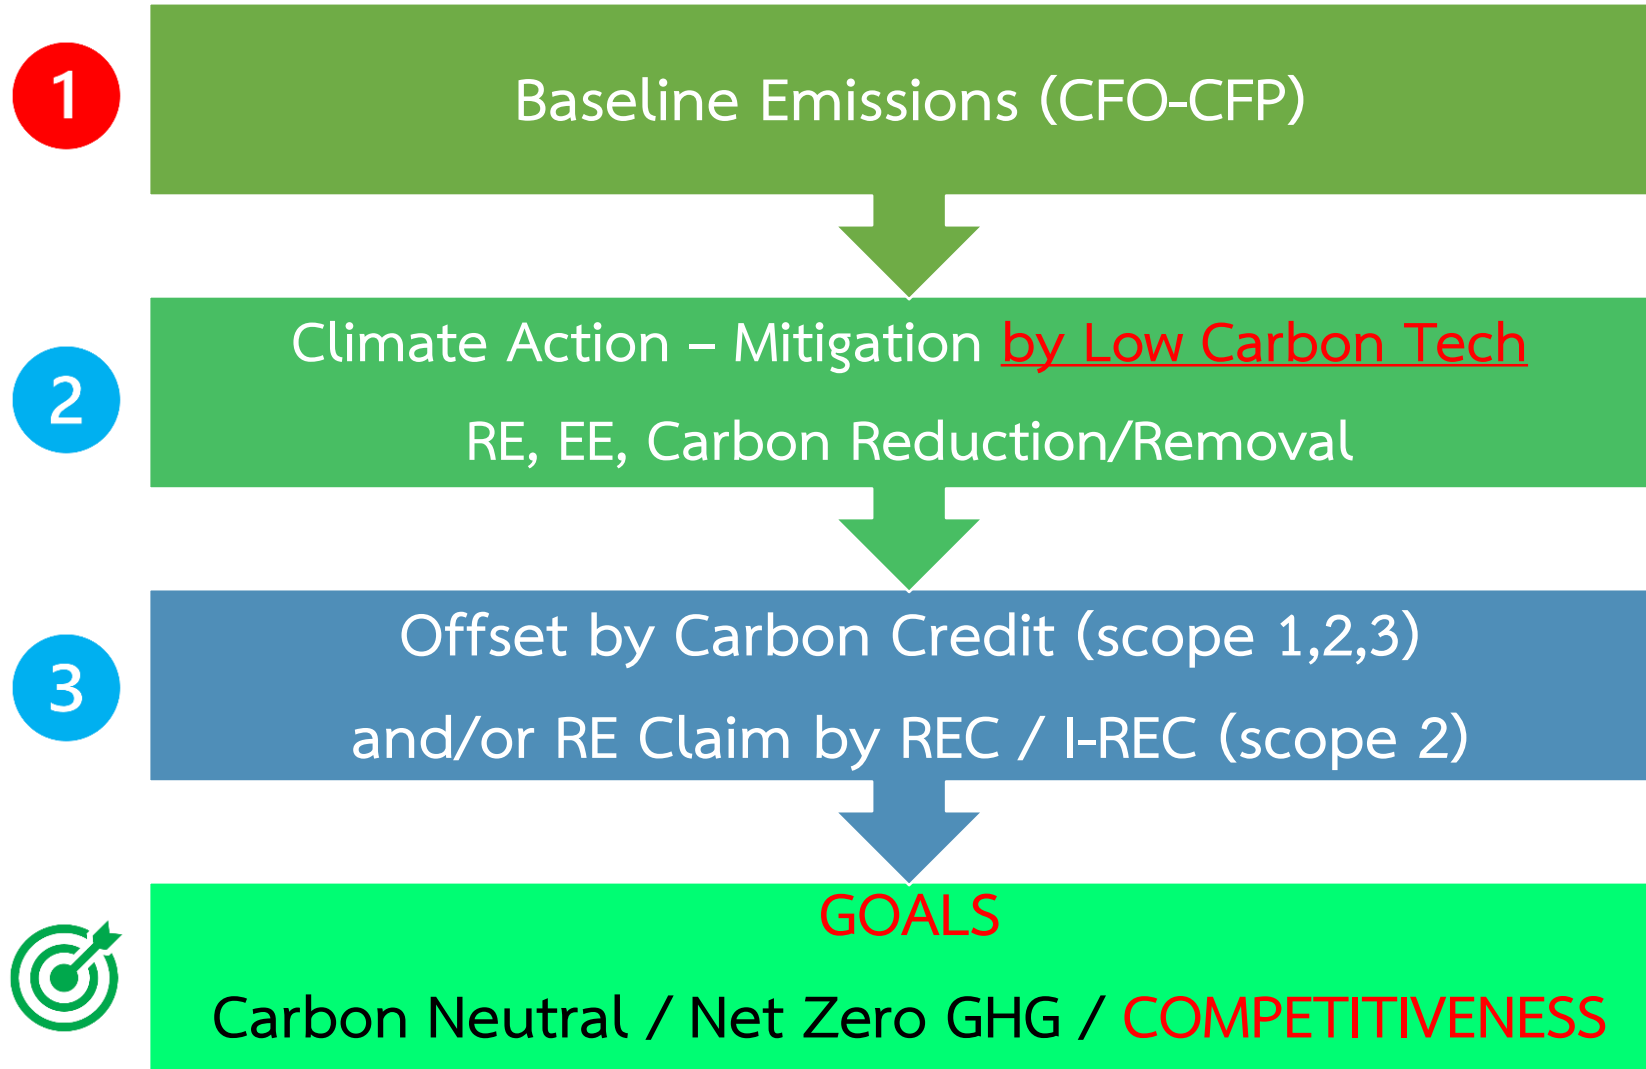 1
Baseline Emissions (CFO-CFP)
2
Climate Action – Mitigation by Low Carbon Tech
RE, EE, Carbon Reduction/Removal
3
Offset by Carbon Credit (scope 1,2,3)
and/or RE Claim by REC / I-REC (scope 2)
GOALS
Carbon Neutral / Net Zero GHG / COMPETITIVENESS